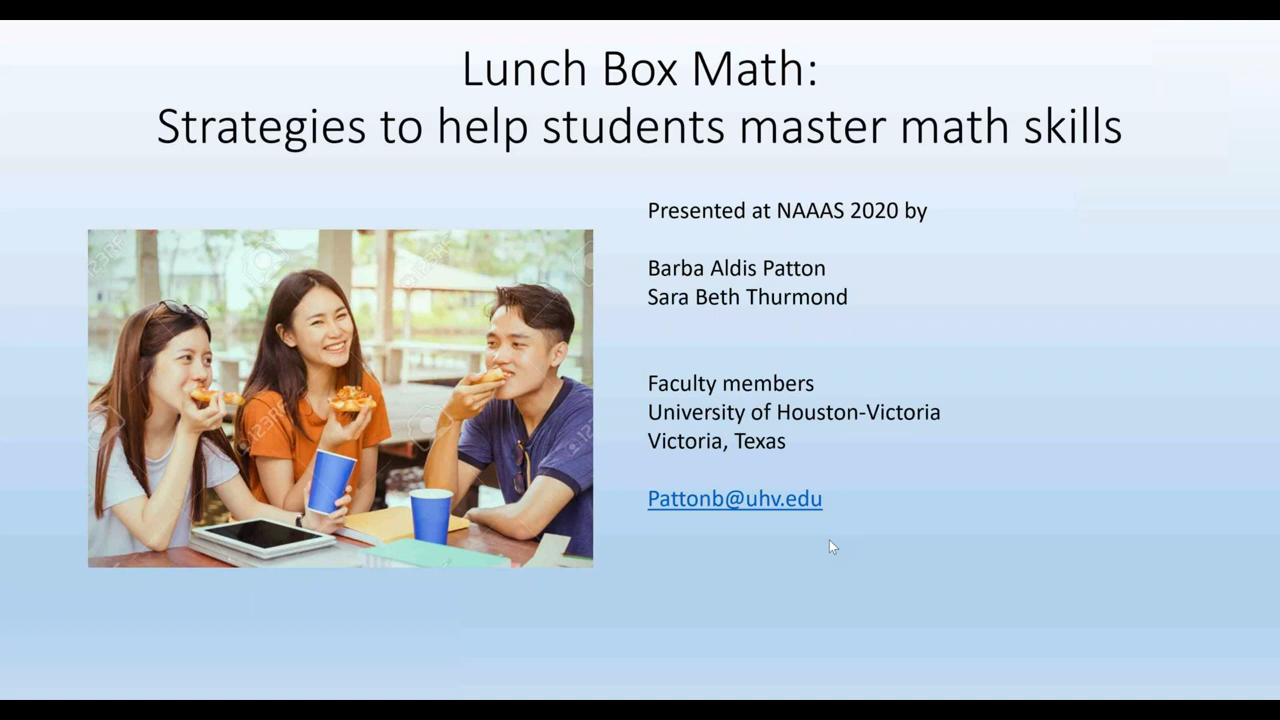 Lunch Box Math:
Strategies to help students master math skills
Presented at NAAAS 2020 by
Barba Aldis Patton
Sara Beth Thurmond
Faculty members
University of Houston-Victoria
Victoria, Texas
Pattonb@uhv.edu